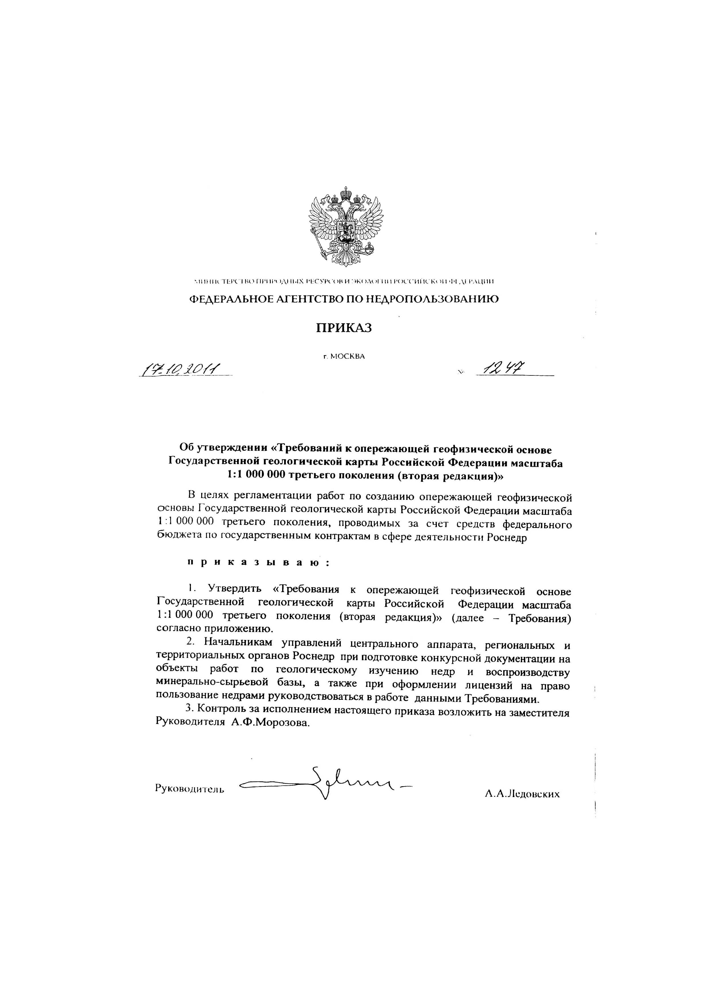 МИНИСТЕРСТВО ПРИРОДНЫХ РЕСУРСОВ И ЭКОЛОГИИ РОССИЙСКОЙ ФЕДЕРАЦИИ
ФЕДЕРАЛЬНОЕ АГЕНТСТВО ПО НЕДРОПОЛЬЗОВАНИЮ
ПРИКАЗ
г. МОСКВА
17.10.2011 № 1247
Об утверждении «Требований к опережающей геофизической основе
Государственной геологической карты Российской Федерации масштаба
1:1 000 000 третьего поколения (вторая редакция)»
В целях регламентации работ по созданию опережающей геофизической
основы Государственной геологической карты Российской Федерации масштаба
1:1 000 000 третьего поколения, проводимых за счет средств федерального
бюджета по государственным контрактам в сфере деятельности Роснедр
п р и к а з ы в а ю :
1. Утвердить «Требования к опережающей геофизической основе
Государственной геологической карты Российской Федерации масштаба
1:1 000 000 третьего поколения (вторая редакция)» (далее – Требования)
согласно приложению.
2. Начальникам управлений центрального аппарата, региональных и
территориальных органов Роснедр при подготовке конкурсной документации на
объекты работ по геологическому изучению недр и воспроизводству
минерально-сырьевой базы, а также при оформлении лицензий на право
пользование недрами руководствоваться в работе данными Требованиями.
3. Контроль за исполнением настоящего приказа возложить на заместителя
Руководителя А.Ф.Морозова.
Руководитель А.А.Ледовских